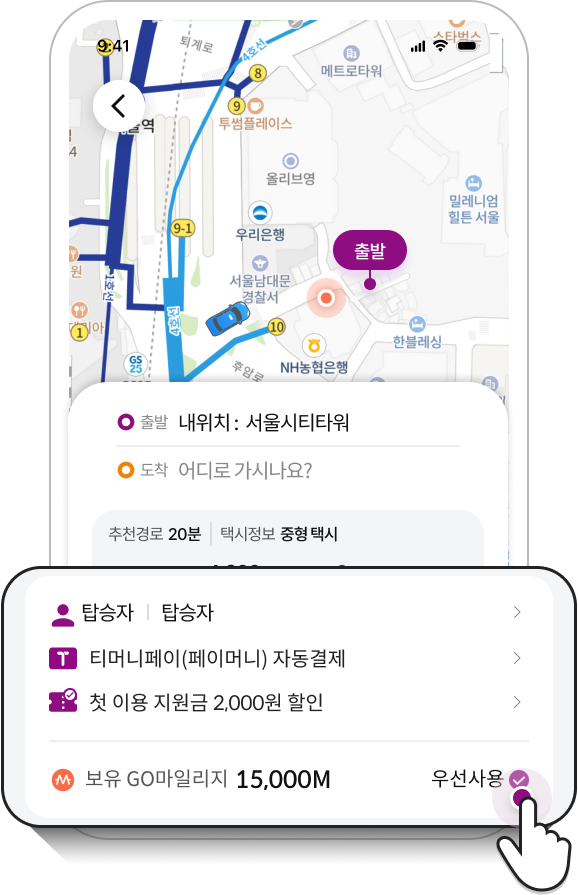 9:41
스타벅스
퇴계로
4호선
메트로타워
8
9
투썸플레이스
올리브영
밀레니엄
힐튼 서울
우리은행
9-1
출발
서울남대문
경찰서
원
1호선
4호선
1
10
한블레싱
NH농협은행
GS
25
후암로
출발 내위치 : 서울시티타워
도착 어디로 가시나요?
추천경로 20분 택시정보 중형 택시
탑승자 탑승자
티머니페이(페이머니) 자동결제
첫 이용 지원금 2,000원 할인
보유 GO마일리지 15,000M 우선사용